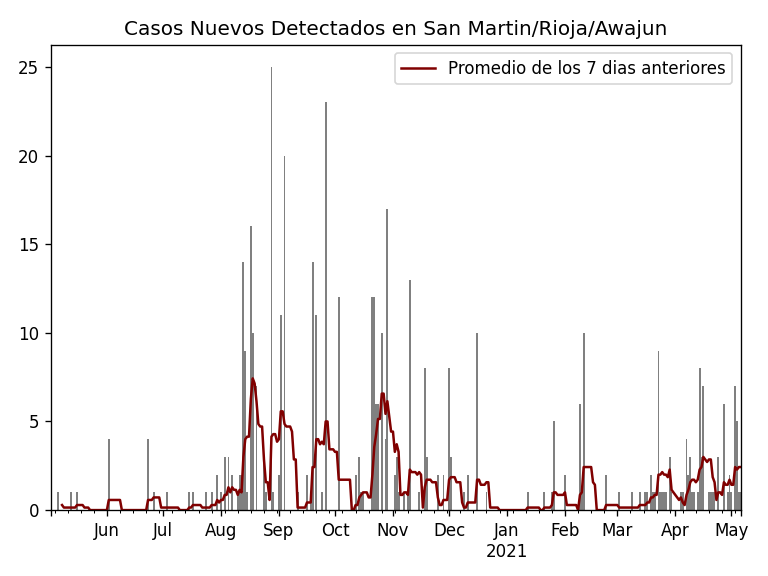 Casos Nuevos Detectados en San Martin/Rioja/Awajun
Promedio de los 7 dias anteriores
25
20
15
10
5
0
Jun Jul Aug Sep Oct Nov Dec Jan Feb Mar Apr May
2021